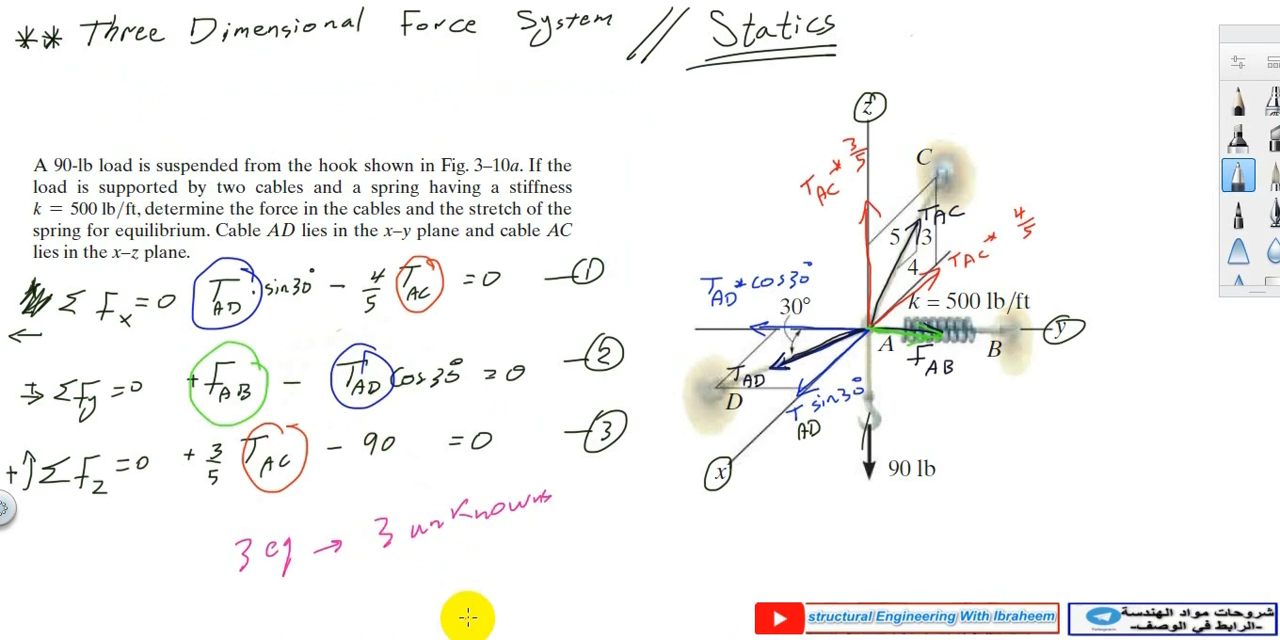 ** Three Dimensional Force System // Statics
A 90-lb load is suspended from the hook shown in Fig. 3–10a. If the
load is supported by two cables and a spring having a stiffness
k = 500 lb/ft, determine the force in the cables and the stretch of the
spring for equilibrium. Cable AD lies in the x–y plane and cable AC
lies in the x–z plane.
Σ Fx = 0 TAD · sin30° - 4/5 TAC = 0 — 1
Σ Fy = 0 + FAB - TAD Cos30° = 0 — 2
+↑ Σ Fz = 0 + 3/5 TAC - 90 = 0 — 3
3 eq → 3 unknowns
z
TAC * 3/5
C
TAC
5
3
4
TAC * 4/5
TAD * cos30°
30°
k = 500 lb/ft
y
A
B
FAB
TAD
D
TAD sin30°
x
90 lb
structural Engineering With Ibraheem
شروحات مواد الهندسة
-الرابط في الوصف-